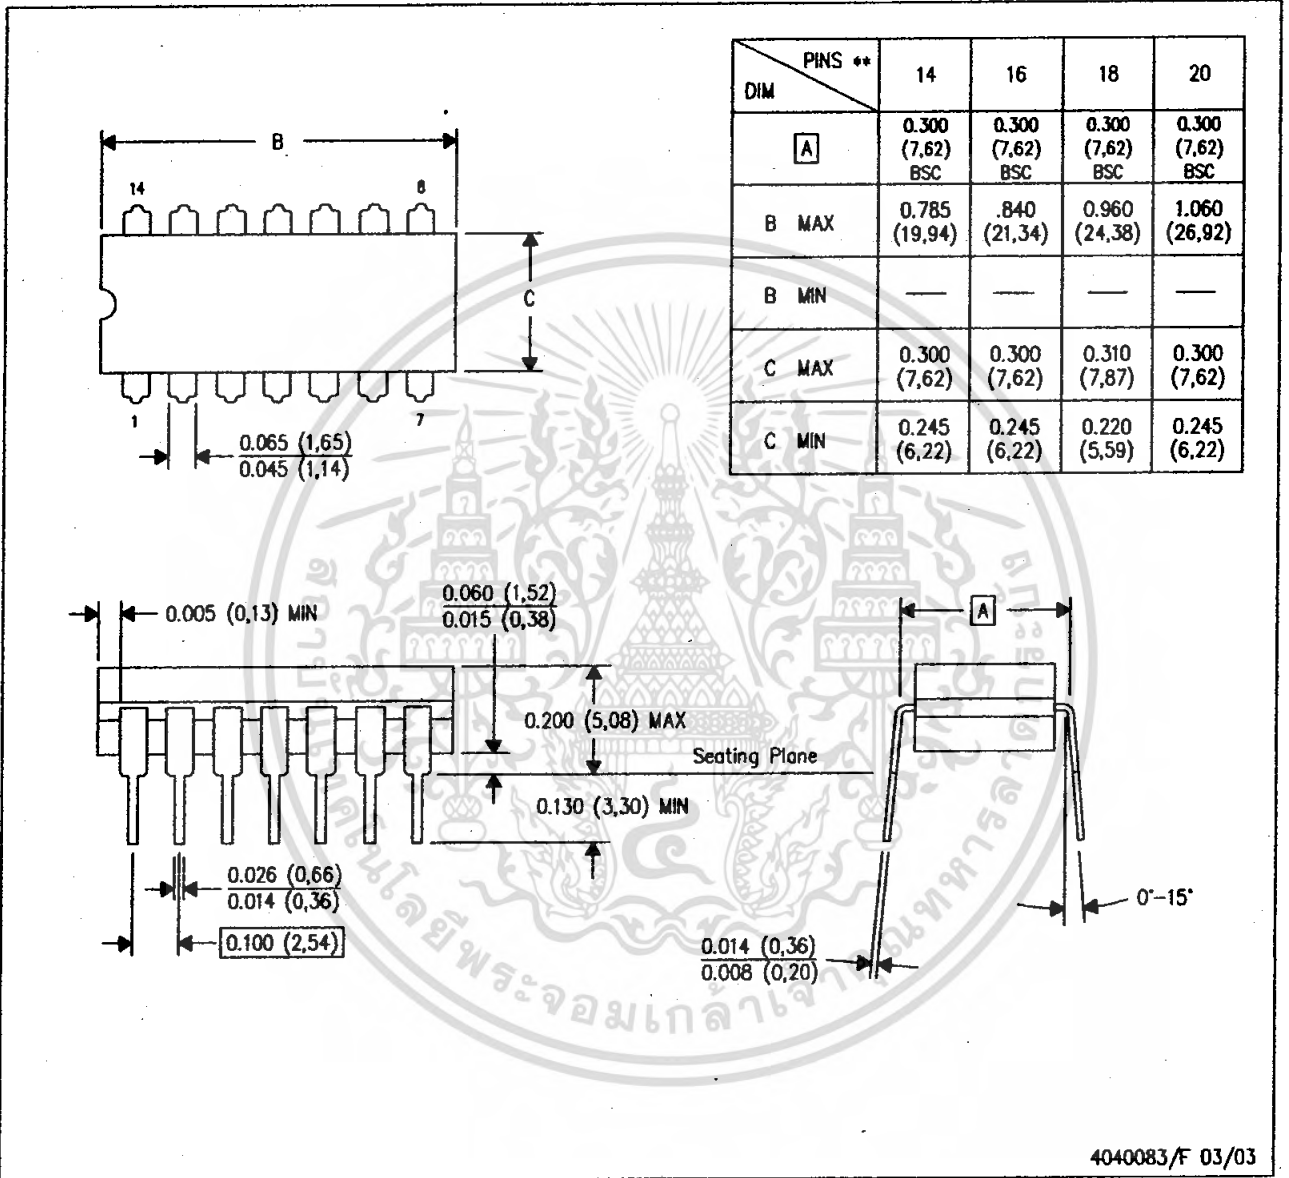 PINS **
DIM
14 16 18 20
A
0.300 (7,62) BSC
0.300 (7,62) BSC
0.300 (7,62) BSC
0.300 (7,62) BSC
B MAX
0.785 (19,94)
.840 (21,34)
0.960 (24,38)
1.060 (26,92)
B MIN
— — — —
C MAX
0.300 (7,62)
0.300 (7,62)
0.310 (7,87)
0.300 (7,62)
C MIN
0.245 (6,22)
0.245 (6,22)
0.220 (5,59)
0.245 (6,22)
B
14
8
C
1
7
0.065 (1,65)
0.045 (1,14)
0.005 (0,13) MIN
0.060 (1,52)
0.015 (0,38)
A
0.200 (5,08) MAX
Seating Plane
0.130 (3,30) MIN
0.026 (0,66)
0.014 (0,36)
0.100 (2,54)
0.014 (0,36)
0.008 (0,20)
0°–15°
4040083/F 03/03